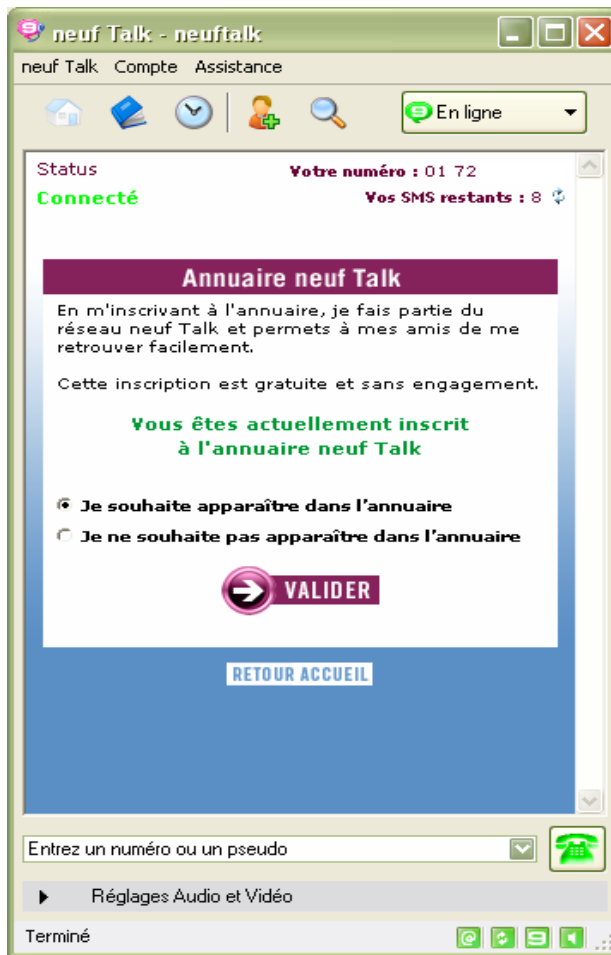 neuf Talk - neuftalk
neuf Talk Compte Assistance
En ligne
Status Votre numéro : 01 72
Connecté Vos SMS restants : 8
Annuaire neuf Talk
En m'inscrivant à l'annuaire, je fais partie du
réseau neuf Talk et permets à mes amis de me
retrouver facilement.
Cette inscription est gratuite et sans engagement.
Vous êtes actuellement inscrit
à l'annuaire neuf Talk
Je souhaite apparaître dans l'annuaire
Je ne souhaite pas apparaître dans l'annuaire
VALIDER
RETOUR ACCUEIL
Entrez un numéro ou un pseudo
Réglages Audio et Vidéo
Terminé